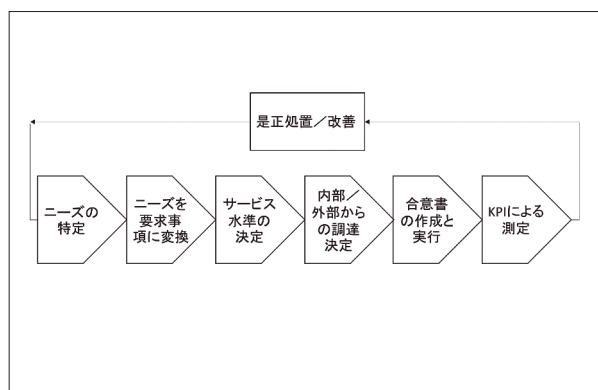 是正処置／改善
ニーズの
特定
ニーズを
要求事
項に変換
サービス
水準の
決定
内部／
外部から
の調達
決定
合意書
の作成と
実行
KPIによる
測定